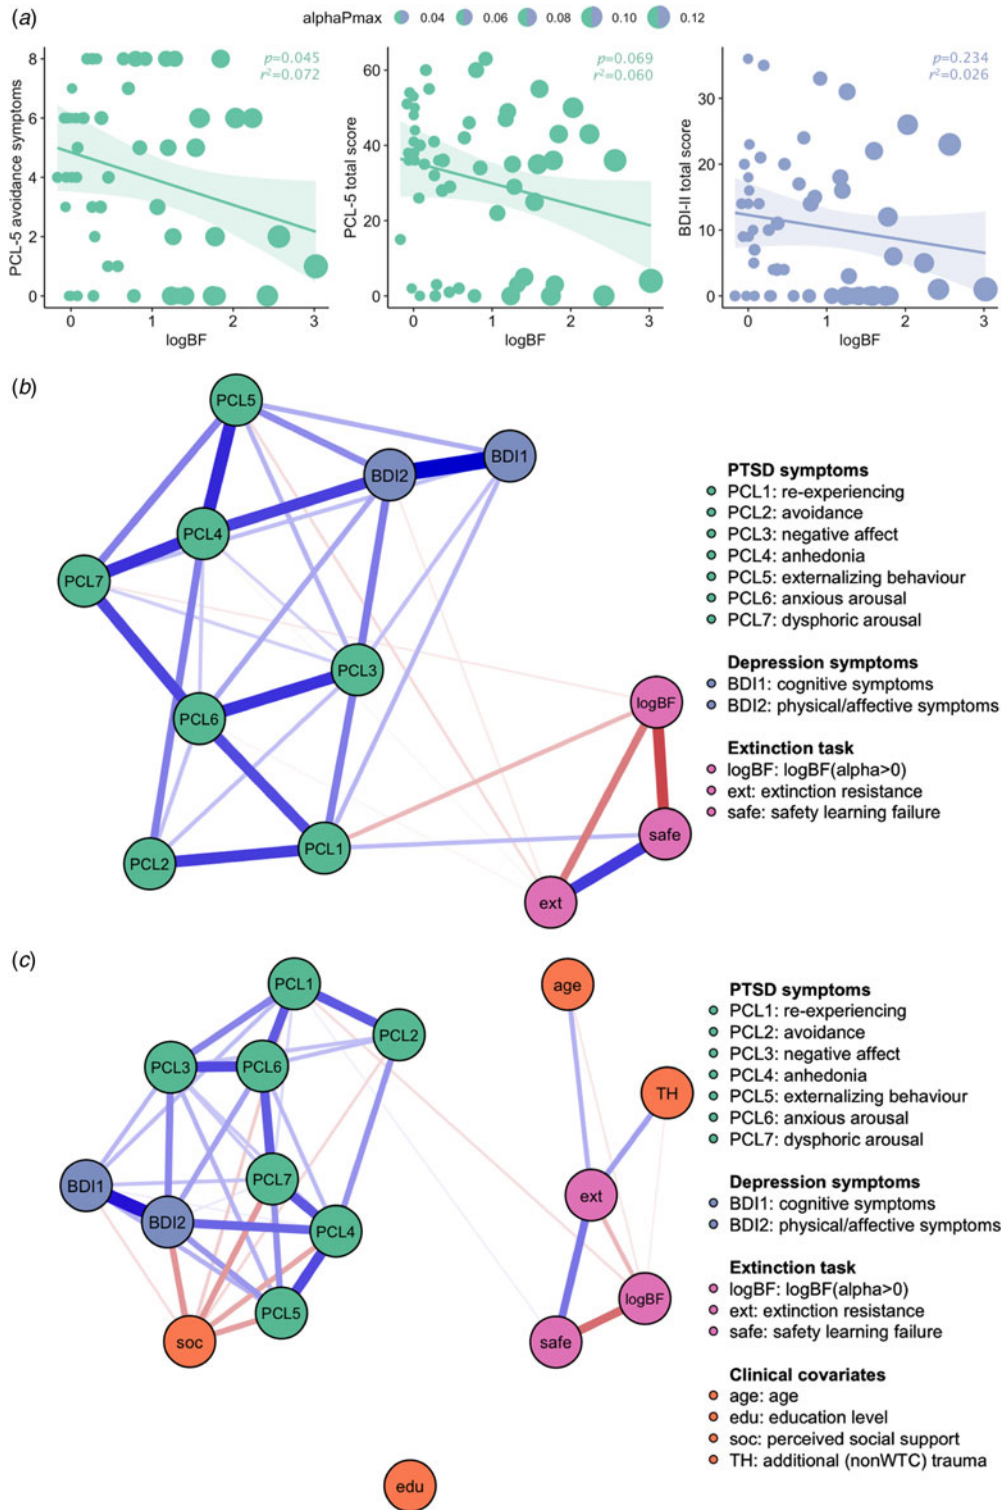 (a)
alphaPmax 0.04 0.06 0.08 0.10 0.12
p=0.045
r²=0.072
PCL-5 avoidance symptoms
8
6
4
2
0
0 1 2 3
logBF
p=0.069
r²=0.060
PCL-5 total score
60
40
20
0
0 1 2 3
logBF
p=0.234
r²=0.026
BDI-II total score
30
20
10
0
0 1 2 3
logBF
(b)
PCL5
BDI1
BDI2
PCL4
PCL7
PCL3
logBF
PCL6
safe
PCL1
PCL2
ext
PTSD symptoms
PCL1: re-experiencing
PCL2: avoidance
PCL3: negative affect
PCL4: anhedonia
PCL5: externalizing behaviour
PCL6: anxious arousal
PCL7: dysphoric arousal
Depression symptoms
BDI1: cognitive symptoms
BDI2: physical/affective symptoms
Extinction task
logBF: logBF(alpha>0)
ext: extinction resistance
safe: safety learning failure
(c)
PCL1
age
PCL2
PCL3
PCL6
TH
BDI1
PCL7
ext
BDI2
PCL4
logBF
PCL5
soc
safe
edu
PTSD symptoms
PCL1: re-experiencing
PCL2: avoidance
PCL3: negative affect
PCL4: anhedonia
PCL5: externalizing behaviour
PCL6: anxious arousal
PCL7: dysphoric arousal
Depression symptoms
BDI1: cognitive symptoms
BDI2: physical/affective symptoms
Extinction task
logBF: logBF(alpha>0)
ext: extinction resistance
safe: safety learning failure
Clinical covariates
age: age
edu: education level
soc: perceived social support
TH: additional (nonWTC) trauma